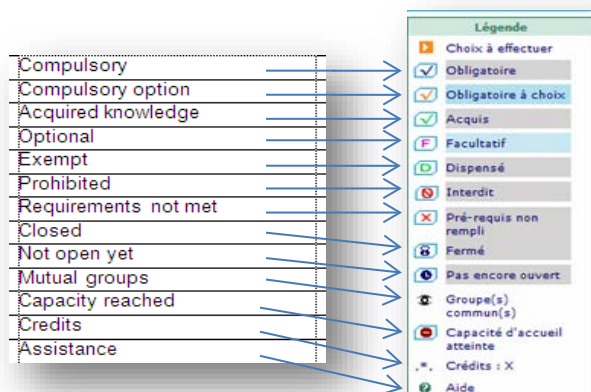 Compulsory
Compulsory option
Acquired knowledge
Optional
Exempt
Prohibited
Requirements not met
Closed
Not open yet
Mutual groups
Capacity reached
Credits
Assistance
Légende
Choix à effectuer
Obligatoire
Obligatoire à choix
Acquis
F Facultatif
D Dispensé
Interdit
Pré-requis non
rempli
Fermé
Pas encore ouvert
Groupe(s)
commun(s)
Capacité d'accueil
atteinte
.*. Crédits : X
? Aide